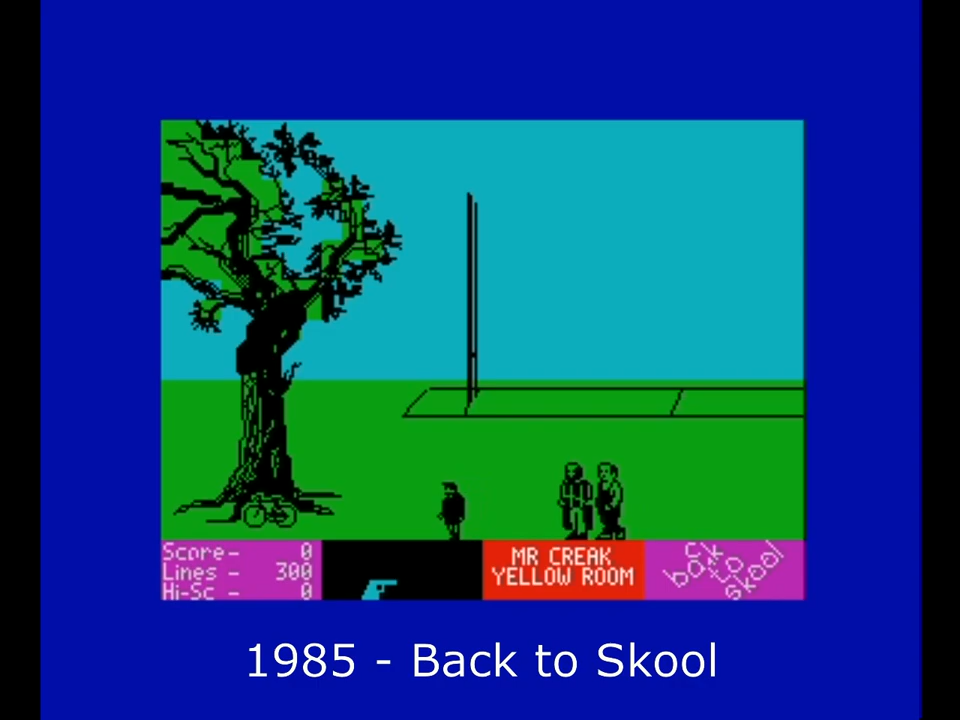 Score- 0
Lines - 300
Hi-Sc - 0
MR CREAK
YELLOW ROOM
back
to
skool
1985 - Back to Skool